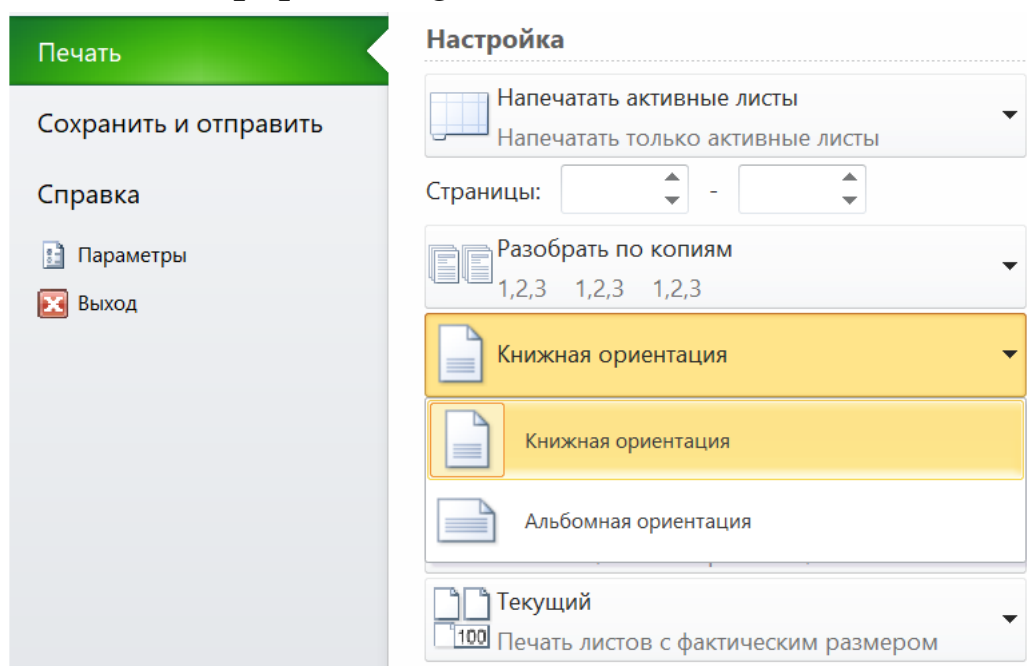 Печать
Сохранить и отправить
Справка
Параметры
Выход
Настройка
Напечатать активные листы
Напечатать только активные листы
Страницы: -
Разобрать по копиям
1,2,3 1,2,3 1,2,3
Книжная ориентация
Книжная ориентация
Альбомная ориентация
Текущий
100
Печать листов с фактическим размером